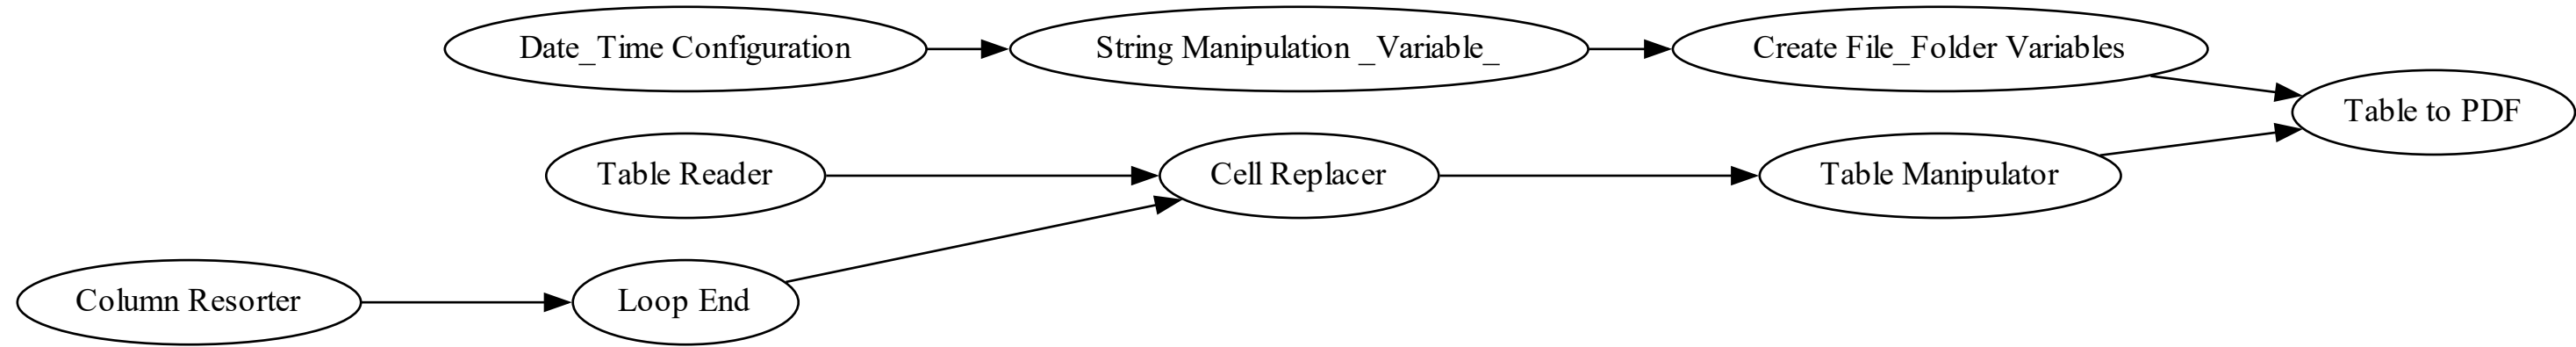 Date_Time Configuration
String Manipulation _Variable_
Create File_Folder Variables
Table to PDF
Table Reader
Cell Replacer
Table Manipulator
Column Resorter
Loop End